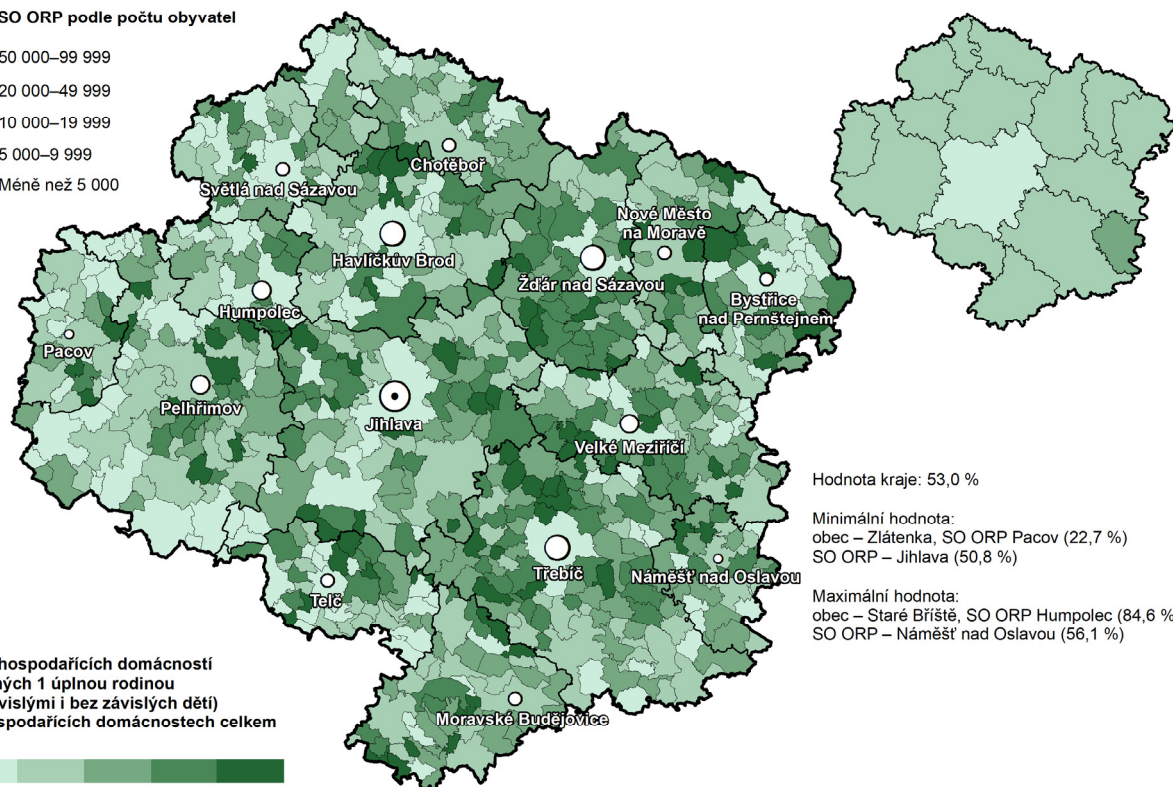 SO ORP podle počtu obyvatel
50 000–99 999
20 000–49 999
10 000–19 999
5 000–9 999
Méně než 5 000
Chotěboř
Světlá nad Sázavou
Nové Město
na Moravě
Havlíčkův Brod
Žďár nad Sázavou
Humpolec
Bystřice
nad Pernštejnem
Pacov
Pelhřimov
Jihlava
Velké Meziříčí
Třebíč
Náměšť nad Oslavou
Telč
Moravské Budějovice
Hodnota kraje: 53,0 %
Minimální hodnota:
obec – Zlátenka, SO ORP Pacov (22,7 %)
SO ORP – Jihlava (50,8 %)
Maximální hodnota:
obec – Staré Bříště, SO ORP Humpolec (84,6 %
SO ORP – Náměšť nad Oslavou (56,1 %)
hospodařících domácností
ných 1 úplnou rodinou
vislými i bez závislých dětí)
spodařících domácnostech celkem